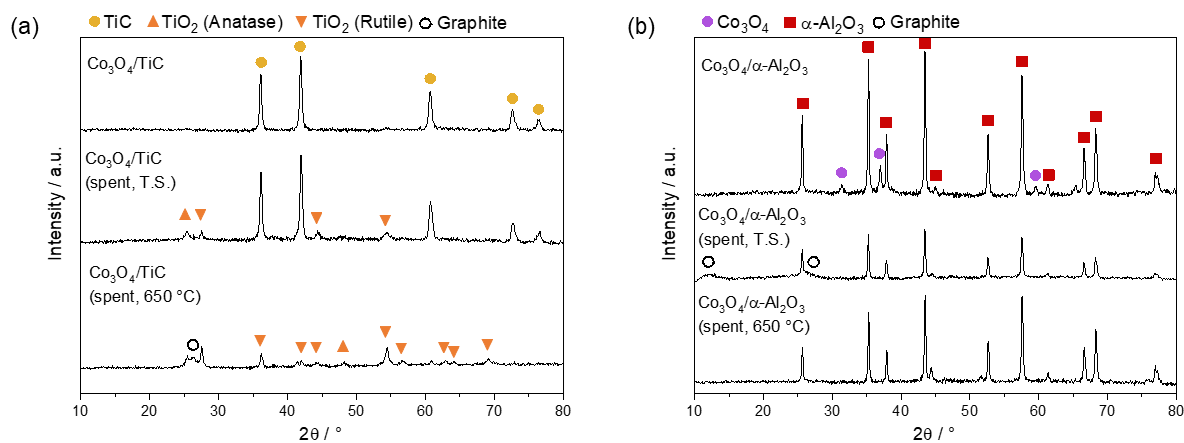 (a)
TiC TiO₂ (Anatase) TiO₂ (Rutile) Graphite
Co₃O₄/TiC
Co₃O₄/TiC
(spent, T.S.)
Co₃O₄/TiC
(spent, 650 °C)
Intensity / a.u.
10 20 30 40 50 60 70 80
2θ / °
(b)
Co₃O₄ α-Al₂O₃ Graphite
Co₃O₄/α-Al₂O₃
Co₃O₄/α-Al₂O₃
(spent, T.S.)
Co₃O₄/α-Al₂O₃
(spent, 650 °C)
Intensity / a.u.
10 20 30 40 50 60 70 80
2θ / °